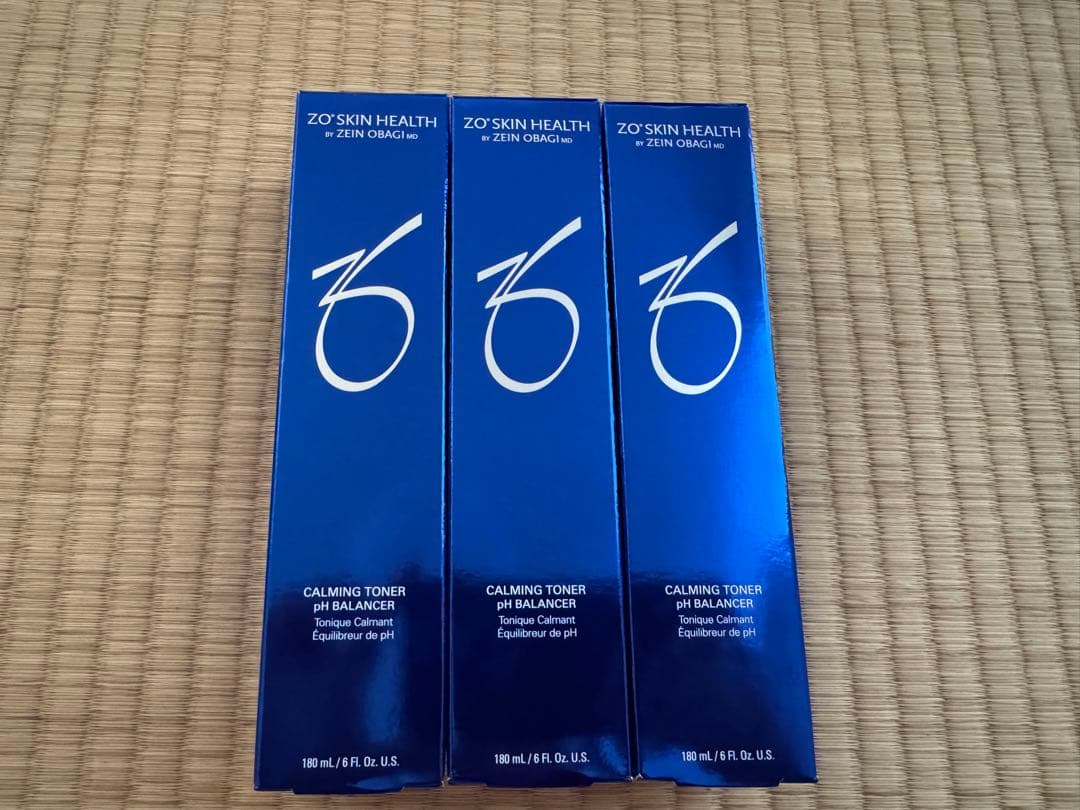 ZO® SKIN HEALTH
BY ZEIN OBAGI MD
CALMING TONER
pH BALANCER
Tonique Calmant
Équilibreur de pH
180 mL / 6 Fl. Oz. U.S.
ZO® SKIN HEALTH
BY ZEIN OBAGI MD
CALMING TONER
pH BALANCER
Tonique Calmant
Équilibreur de pH
180 mL / 6 Fl. Oz. U.S.
ZO® SKIN HEALTH
BY ZEIN OBAGI MD
CALMING TONER
pH BALANCER
Tonique Calmant
Équilibreur de pH
180 mL / 6 Fl. Oz. U.S.